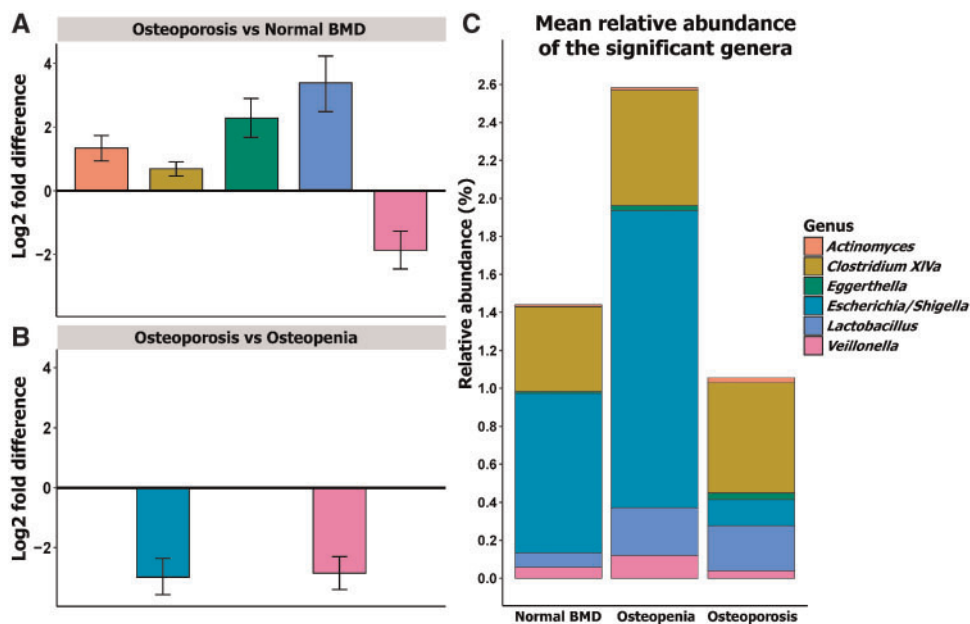 A
Osteoporosis vs Normal BMD
Log2 fold difference
4
2
0
−2
B
Osteoporosis vs Osteopenia
Log2 fold difference
4
2
0
−2
C
Mean relative abundance
of the significant genera
Relative abundance (%)
2.6
2.4
2.2
2.0
1.8
1.6
1.4
1.2
1.0
0.8
0.6
0.4
0.2
0.0
Normal BMD Osteopenia Osteoporosis
Genus
Actinomyces
Clostridium XlVa
Eggerthella
Escherichia/Shigella
Lactobacillus
Veillonella